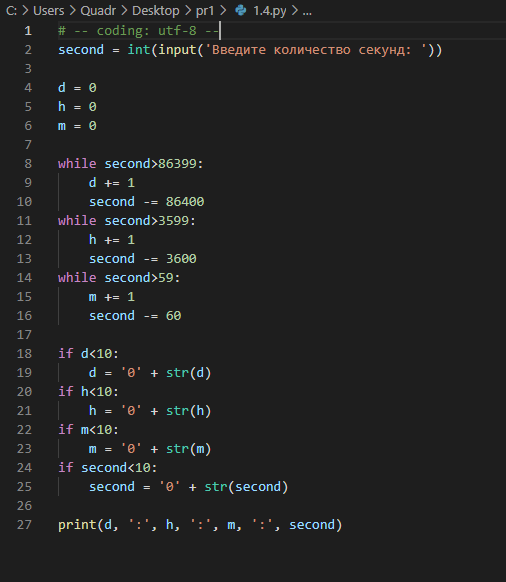 C: > Users > Quadr > Desktop > pr1 > 1.4.py > ...
1 # -- coding: utf-8 --
2 second = int(input('Введите количество секунд: '))
3
4 d = 0
5 h = 0
6 m = 0
7
8 while second>86399:
9     d += 1
10     second -= 86400
11 while second>3599:
12     h += 1
13     second -= 3600
14 while second>59:
15     m += 1
16     second -= 60
17
18 if d<10:
19     d = '0' + str(d)
20 if h<10:
21     h = '0' + str(h)
22 if m<10:
23     m = '0' + str(m)
24 if second<10:
25     second = '0' + str(second)
26
27 print(d, ':', h, ':', m, ':', second)